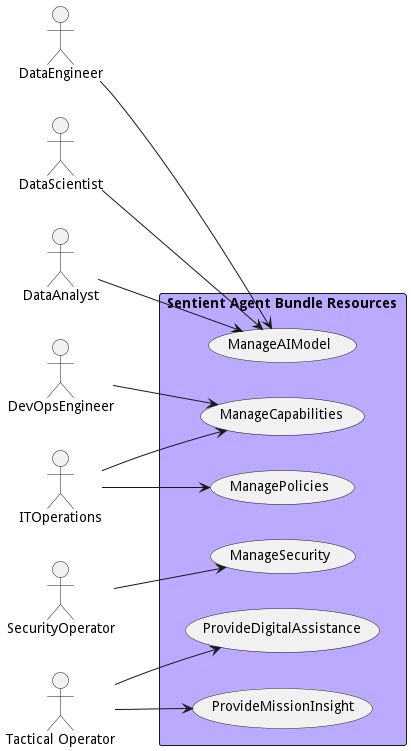 DataEngineer
DataScientist
DataAnalyst
Sentient Agent Bundle Resources
ManageAIModel
DevOpsEngineer
ManageCapabilities
ITOperations
ManagePolicies
ManageSecurity
SecurityOperator
ProvideDigitalAssistance
ProvideMissionInsight
Tactical Operator